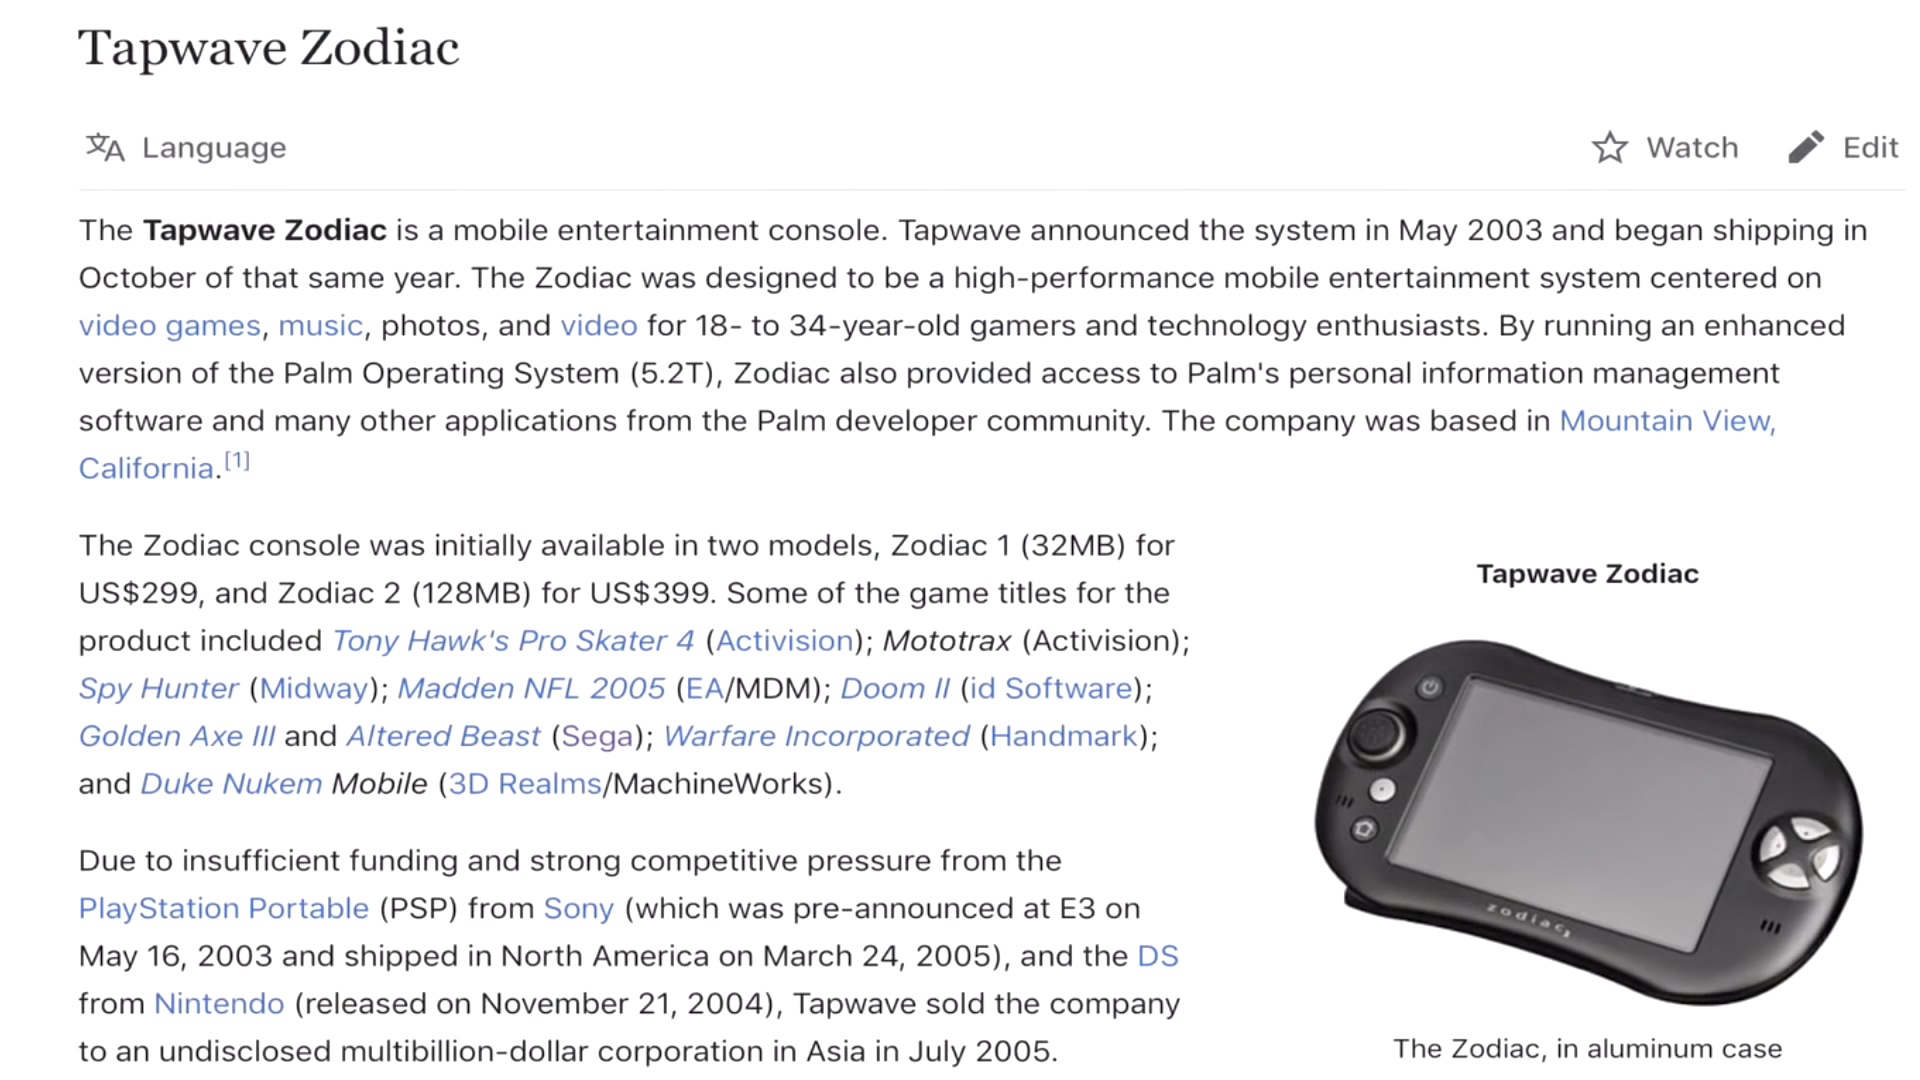 Tapwave Zodiac
Language
Watch
Edit
The Tapwave Zodiac is a mobile entertainment console. Tapwave announced the system in May 2003 and began shipping in
October of that same year. The Zodiac was designed to be a high-performance mobile entertainment system centered on
video games, music, photos, and video for 18- to 34-year-old gamers and technology enthusiasts. By running an enhanced
version of the Palm Operating System (5.2T), Zodiac also provided access to Palm's personal information management
software and many other applications from the Palm developer community. The company was based in Mountain View,
California.[1]
The Zodiac console was initially available in two models, Zodiac 1 (32MB) for
US$299, and Zodiac 2 (128MB) for US$399. Some of the game titles for the
product included Tony Hawk's Pro Skater 4 (Activision); Mototrax (Activision);
Spy Hunter (Midway); Madden NFL 2005 (EA/MDM); Doom II (id Software);
Golden Axe III and Altered Beast (Sega); Warfare Incorporated (Handmark);
and Duke Nukem Mobile (3D Realms/MachineWorks).
Due to insufficient funding and strong competitive pressure from the
PlayStation Portable (PSP) from Sony (which was pre-announced at E3 on
May 16, 2003 and shipped in North America on March 24, 2005), and the DS
from Nintendo (released on November 21, 2004), Tapwave sold the company
to an undisclosed multibillion-dollar corporation in Asia in July 2005.
Tapwave Zodiac
zodiac
The Zodiac, in aluminum case